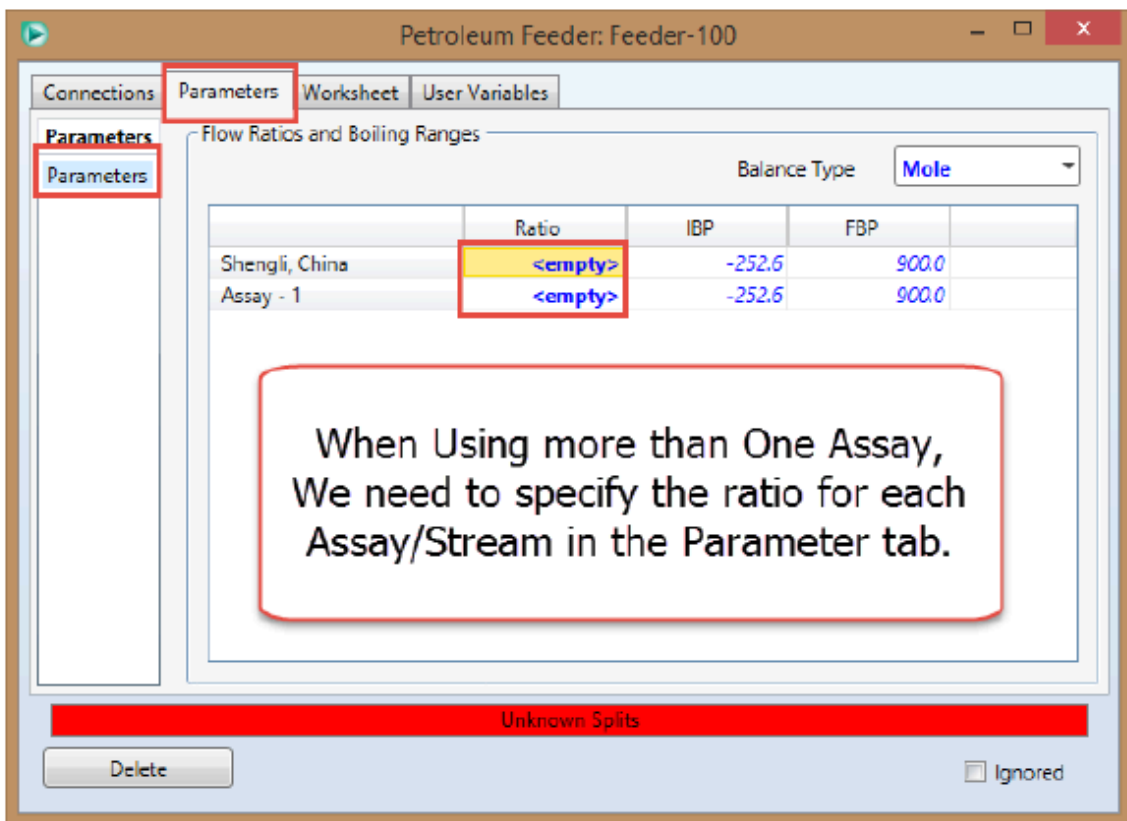 Petroleum Feeder: Feeder-100
Connections Parameters Worksheet User Variables
Parameters
Parameters
Flow Ratios and Boiling Ranges
Balance Type Mole
Ratio IBP FBP
Shengli, China <empty> -252.6 900.0
Assay - 1 <empty> -252.6 900.0
When Using more than One Assay,
We need to specify the ratio for each
Assay/Stream in the Parameter tab.
Unknown Splits
Delete Ignored